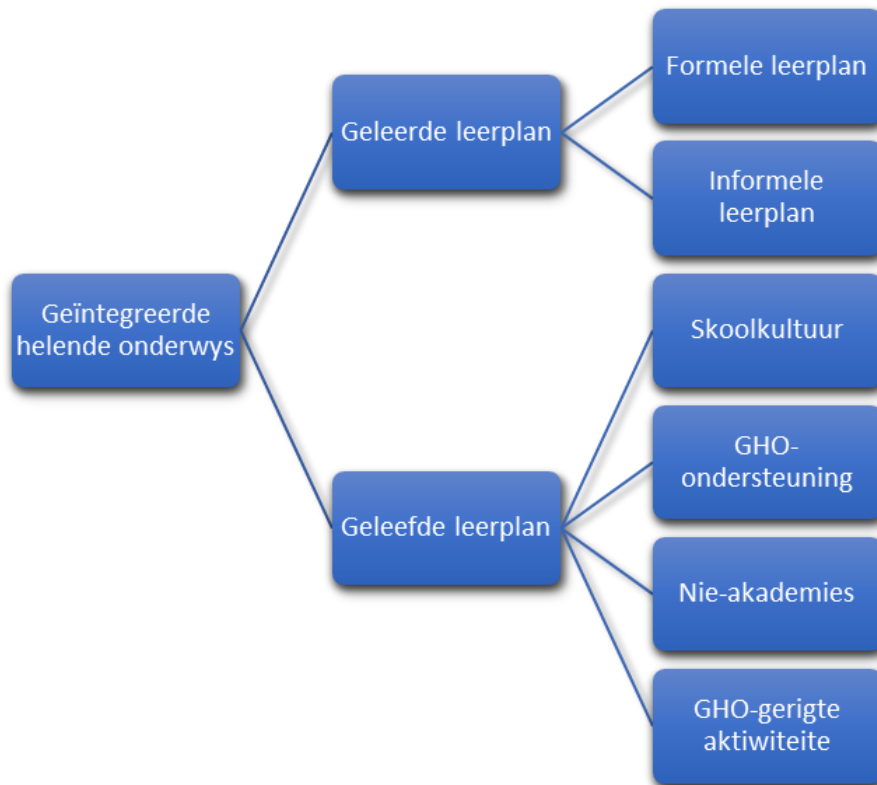 Formele leerplan
Geleerde leerplan
Informele
leerplan
Geïntegreerde
helende onderwys
Skoolkultuur
GHO-
ondersteuning
Geleefde leerplan
Nie-akademies
GHO-gerigte
aktiwiteite